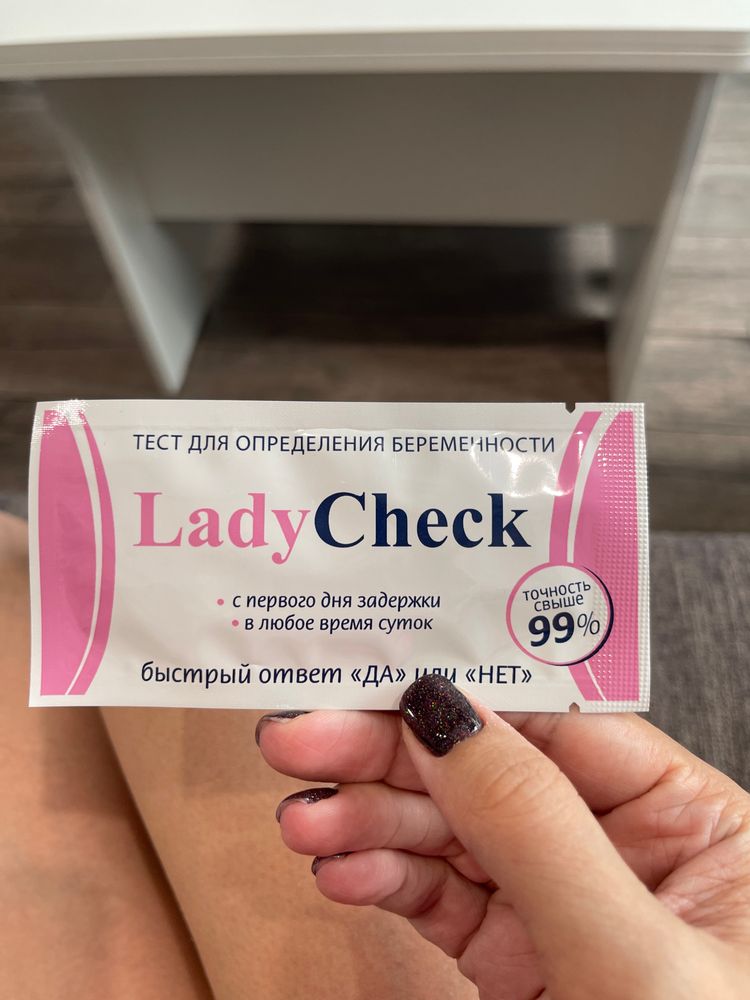 ТЕСТ ДЛЯ ОПРЕДЕЛЕНИЯ БЕРЕМЕННОСТИ
LadyCheck
• с первого дня задержки
• в любое время суток
точность
свыше
99%
быстрый ответ «ДА» или «НЕТ»